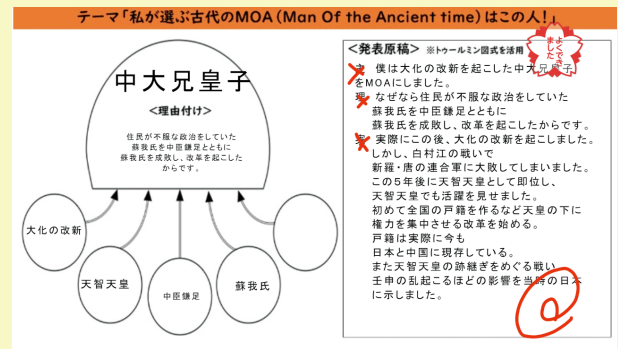 テーマ「私が選ぶ古代のMOA(Man Of the Ancient time)はこの人!」
中大兄皇子
<理由付け>
住民が不服な政治をしていた
蘇我氏を中臣鎌足とともに
蘇我氏を成敗し、改革を起こした
からです。
大化の改新
天智天皇
中臣鎌足
蘇我氏
<発表原稿> ※トゥールミン図式を活用
よくでき
ました
僕は大化の改新を起こした中大兄皇子
をMOAにしました。
理 なぜなら住民が不服な政治をしていた
蘇我氏を中臣鎌足とともに
蘇我氏を成敗し、改革を起こしたからです。
実際にこの後、大化の改新を起こしました。
しかし、白村江の戦いで
新羅・唐の連合軍に大敗してしまいました。
この5年後に天智天皇として即位し、
天智天皇でも活躍を見せました。
初めて全国の戸籍を作るなど天皇の下に
権力を集中させる改革を始める。
戸籍は実際に今も
日本と中国に現存している。
また天智天皇の跡継ぎをめぐる戦い
壬申の乱起こるほどの影響を当時の日本
に示しました。